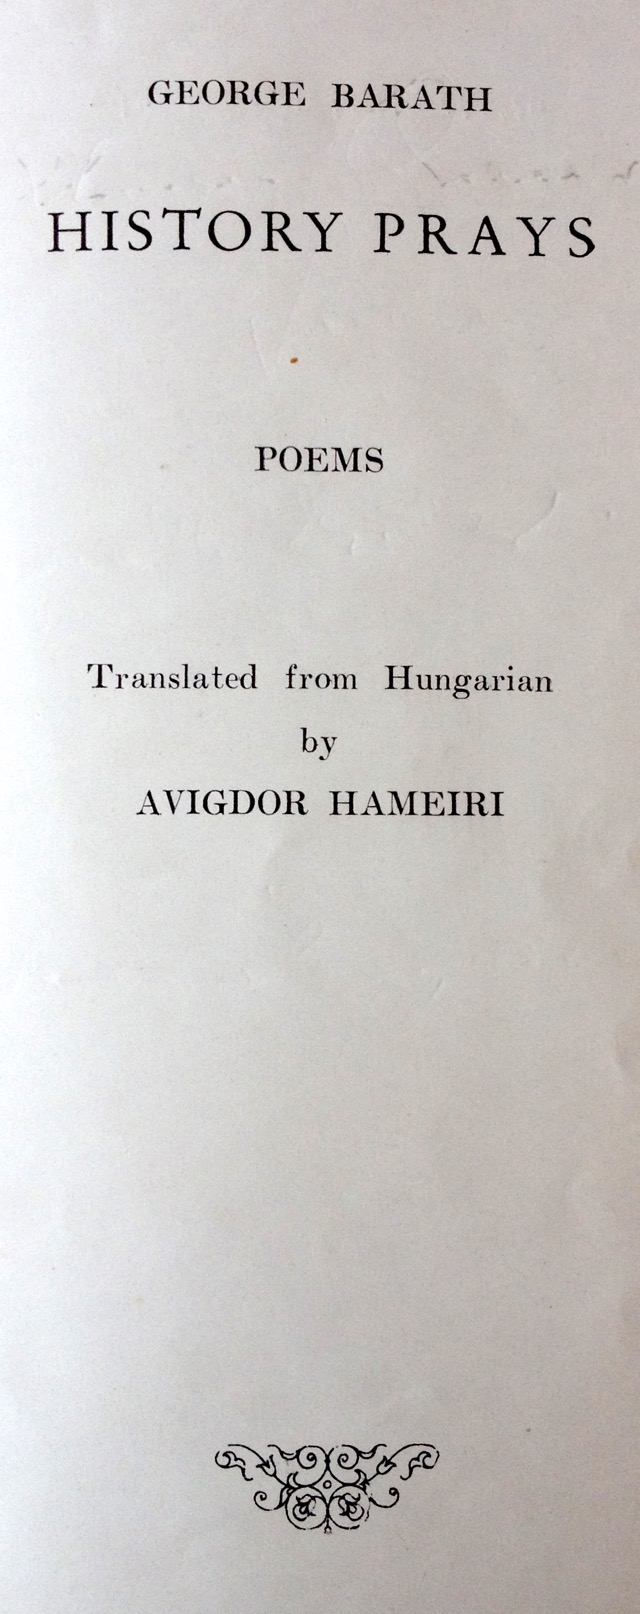 GEORGE BARATH
HISTORY PRAYS
POEMS
Translated from Hungarian
by
AVIGDOR HAMEIRI